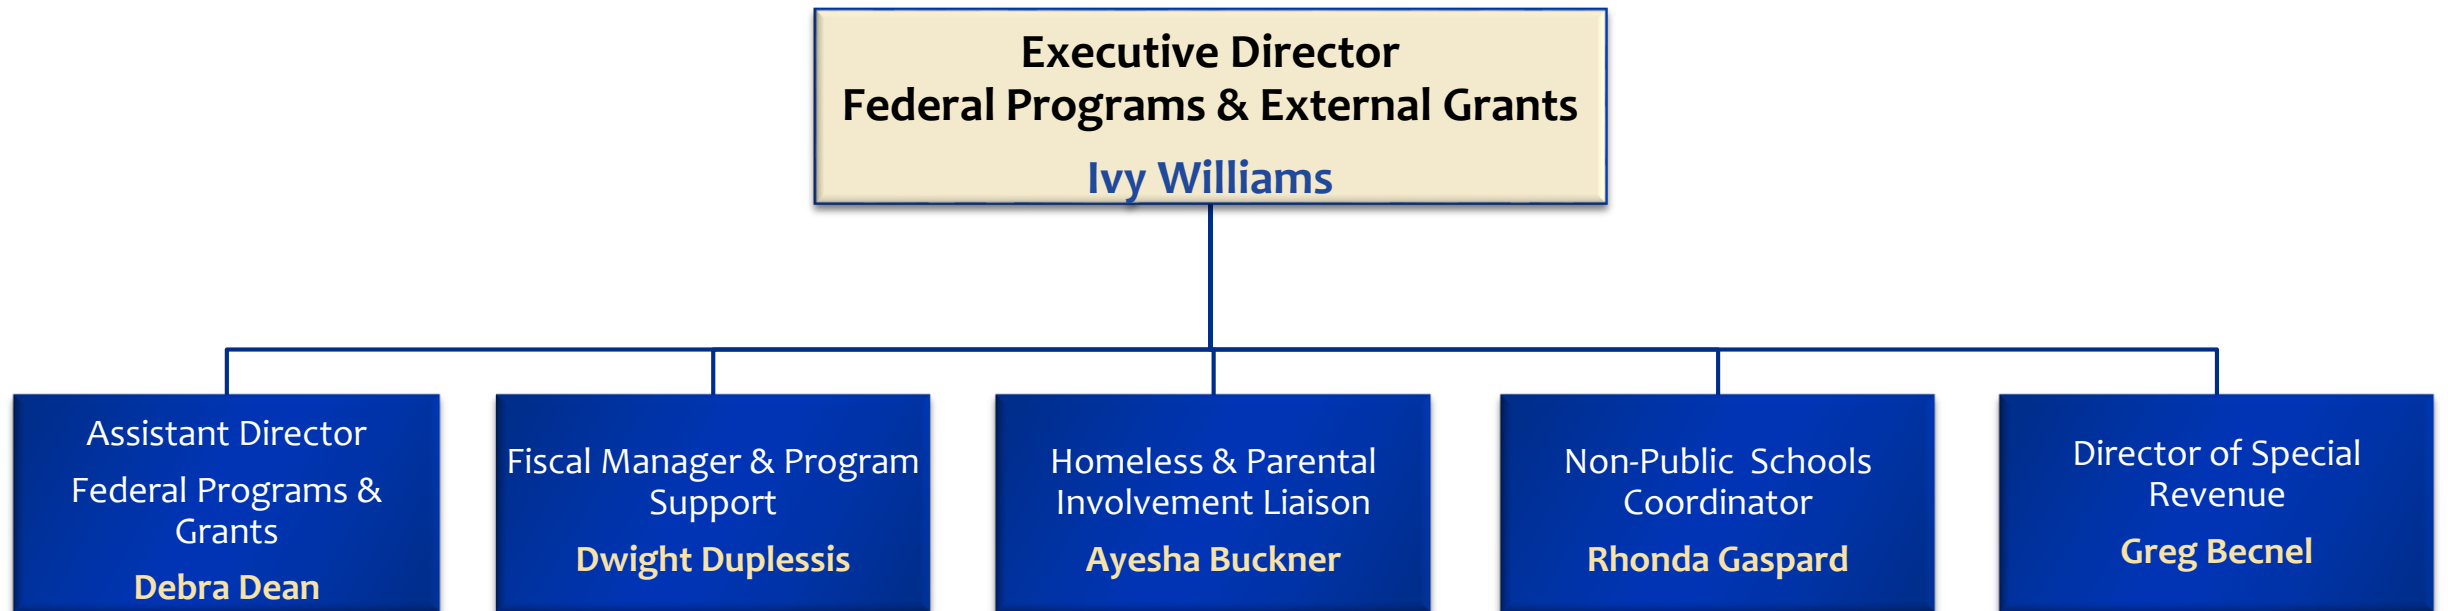 Executive Director
Federal Programs & External Grants
Ivy Williams
Assistant Director
Federal Programs &
Grants
Debra Dean
Fiscal Manager & Program
Support
Dwight Duplessis
Homeless & Parental
Involvement Liaison
Ayesha Buckner
Non-Public  Schools
Coordinator
Rhonda Gaspard
Director of Special
Revenue
Greg Becnel